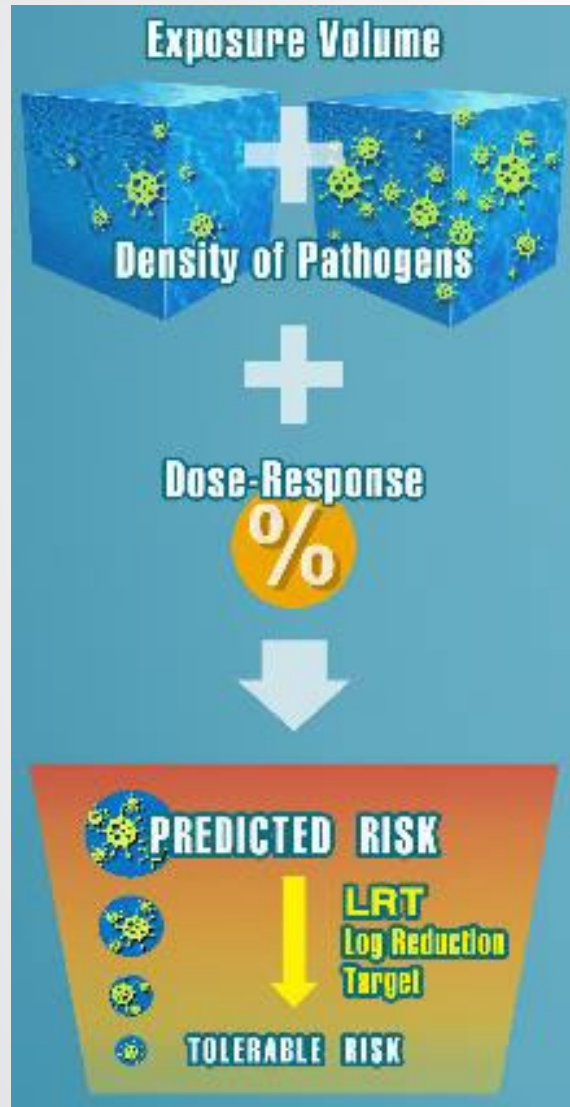 Exposure Volume
Density of Pathogens
Dose-Response
%
PREDICTED RISK
LRT
Log Reduction
Target
TOLERABLE RISK